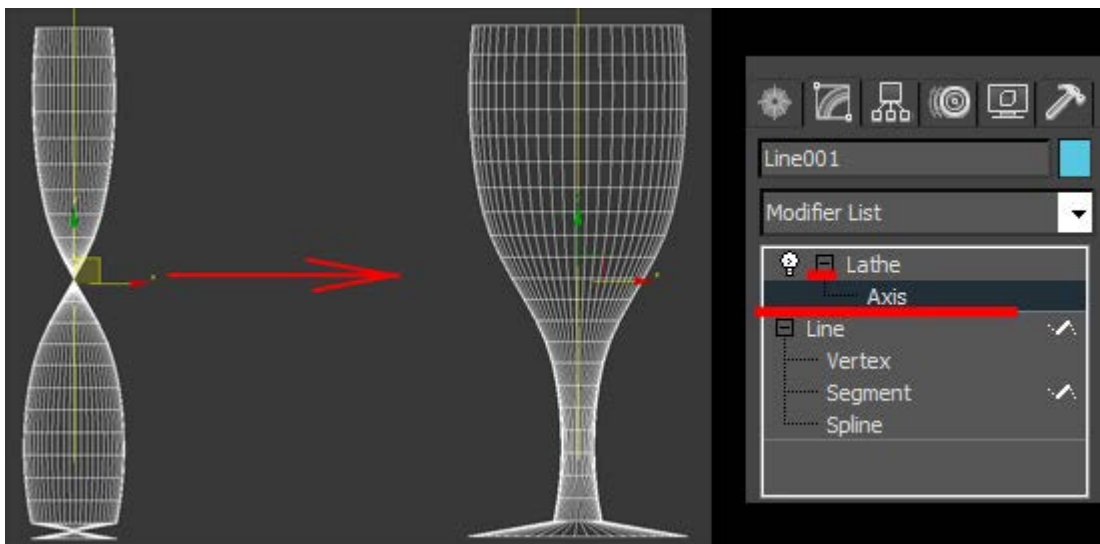 Line001
Modifier List
Lathe
Axis
Line
Vertex
Segment
Spline